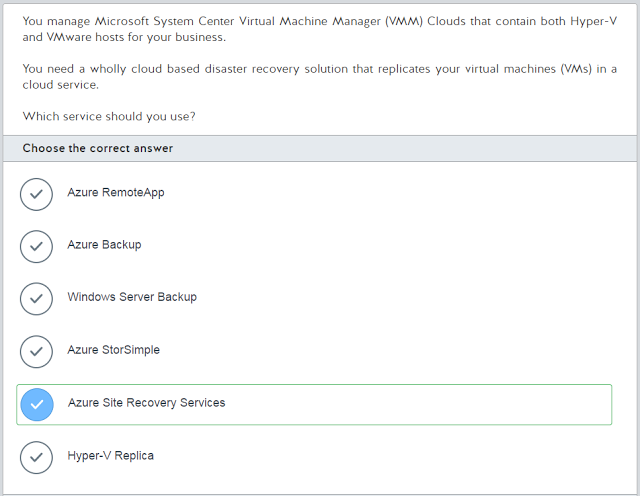 You manage Microsoft System Center Virtual Machine Manager (VMM) Clouds that contain both Hyper-V
and VMware hosts for your business.
You need a wholly cloud based disaster recovery solution that replicates your virtual machines (VMs) in a
cloud service.
Which service should you use?
Choose the correct answer
Azure RemoteApp
Azure Backup
Windows Server Backup
Azure StorSimple
Azure Site Recovery Services
Hyper-V Replica